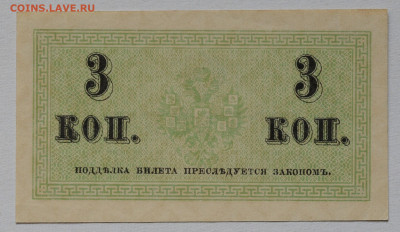 COINS.LAVE.RU
3 3
КОП. КОП.
ПОДДѢЛКА БИЛЕТА ПРЕСЛѢДУЕТСЯ ЗАКОНОМЪ.